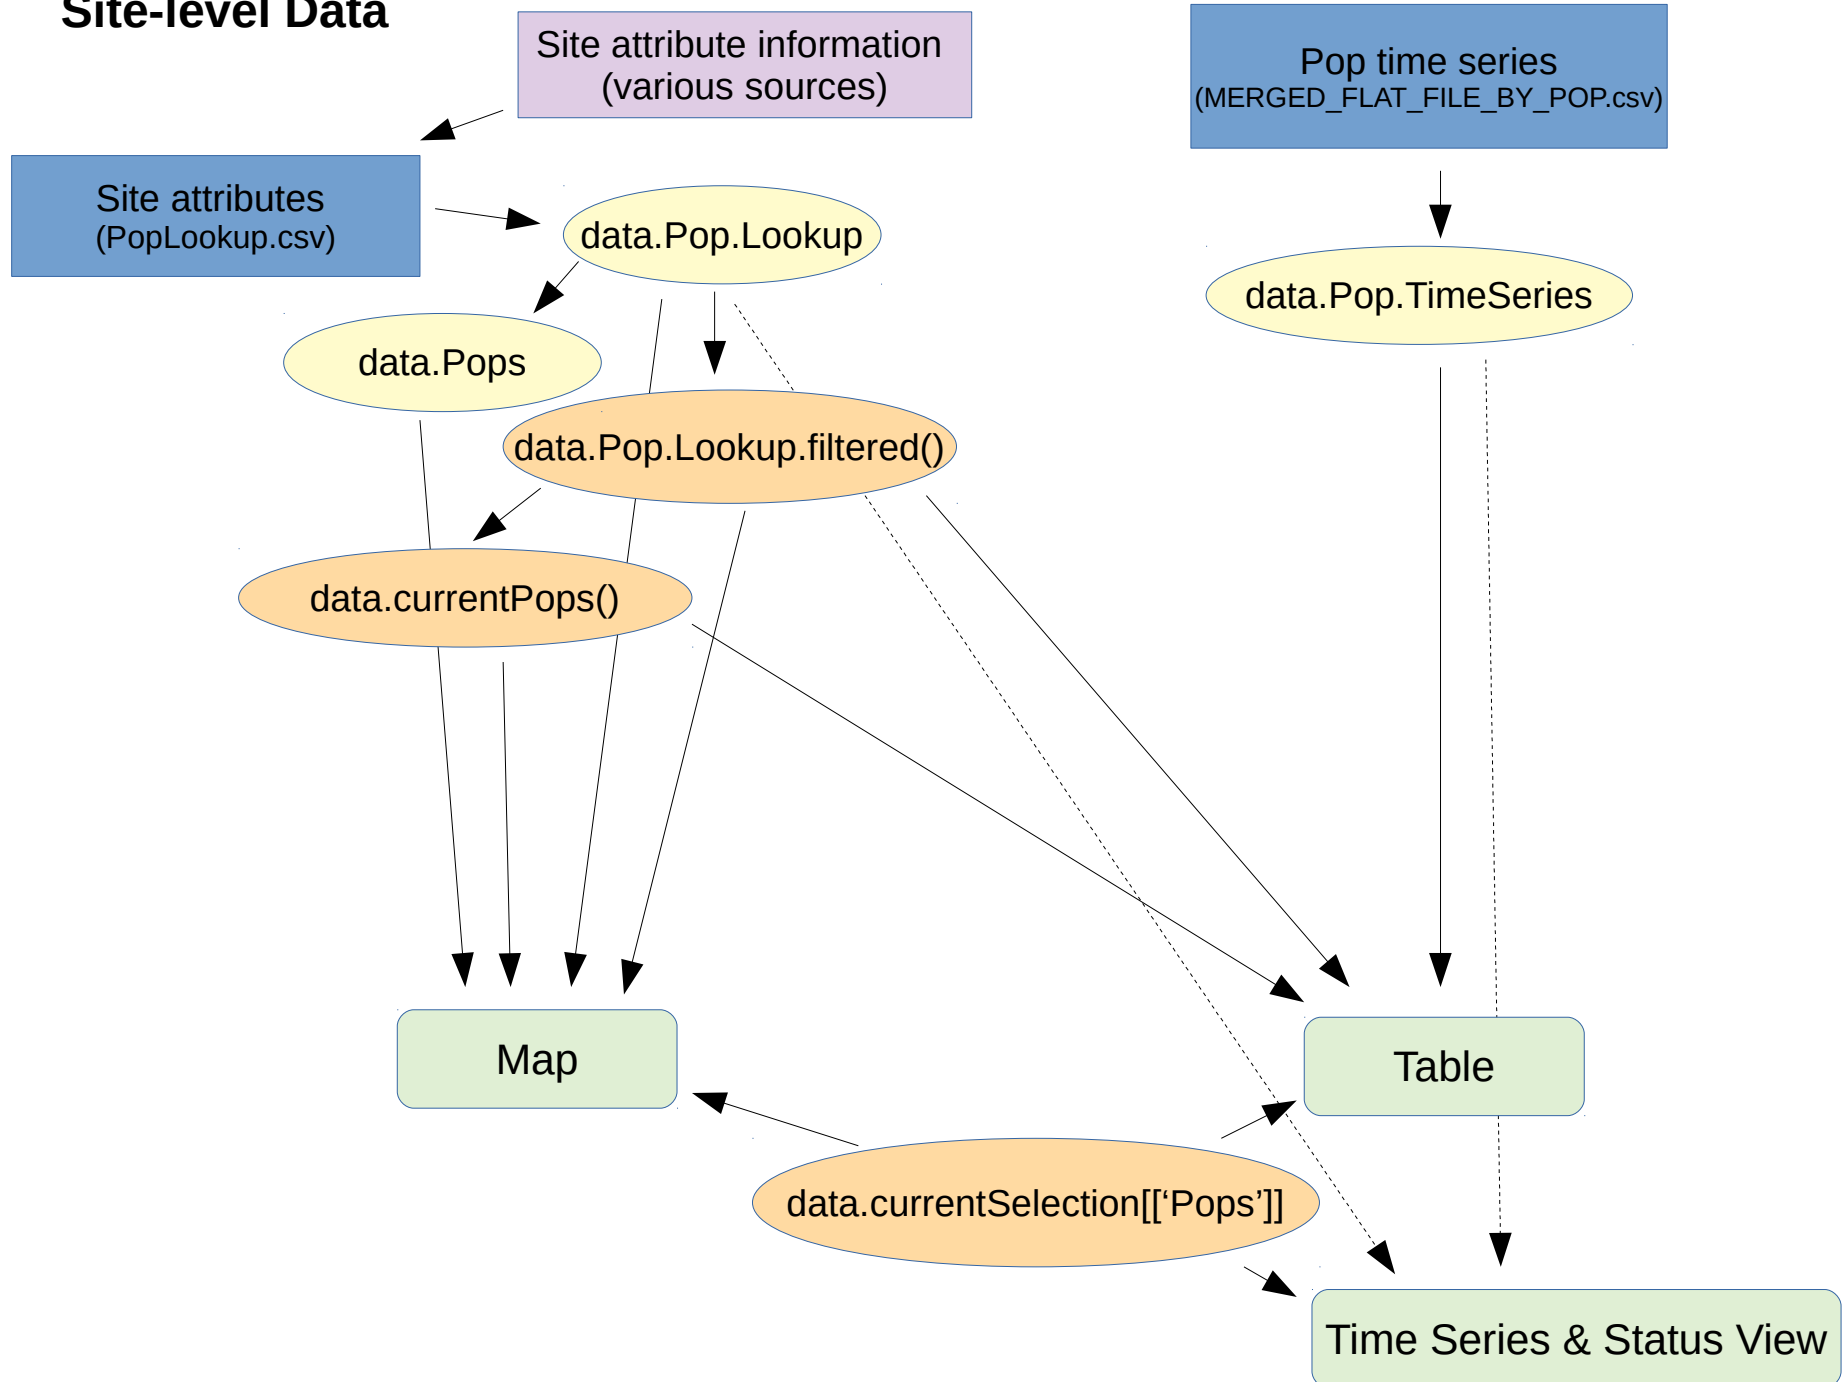 Site-level Data
Site attribute information
(various sources)
Pop time series
(MERGED_FLAT_FILE_BY_POP.csv)
Site attributes
(PopLookup.csv)
data.Pop.Lookup
data.Pop.TimeSeries
data.Pops
data.Pop.Lookup.filtered()
data.currentPops()
Map
Table
data.currentSelection[[‘Pops’]]
Time Series & Status View